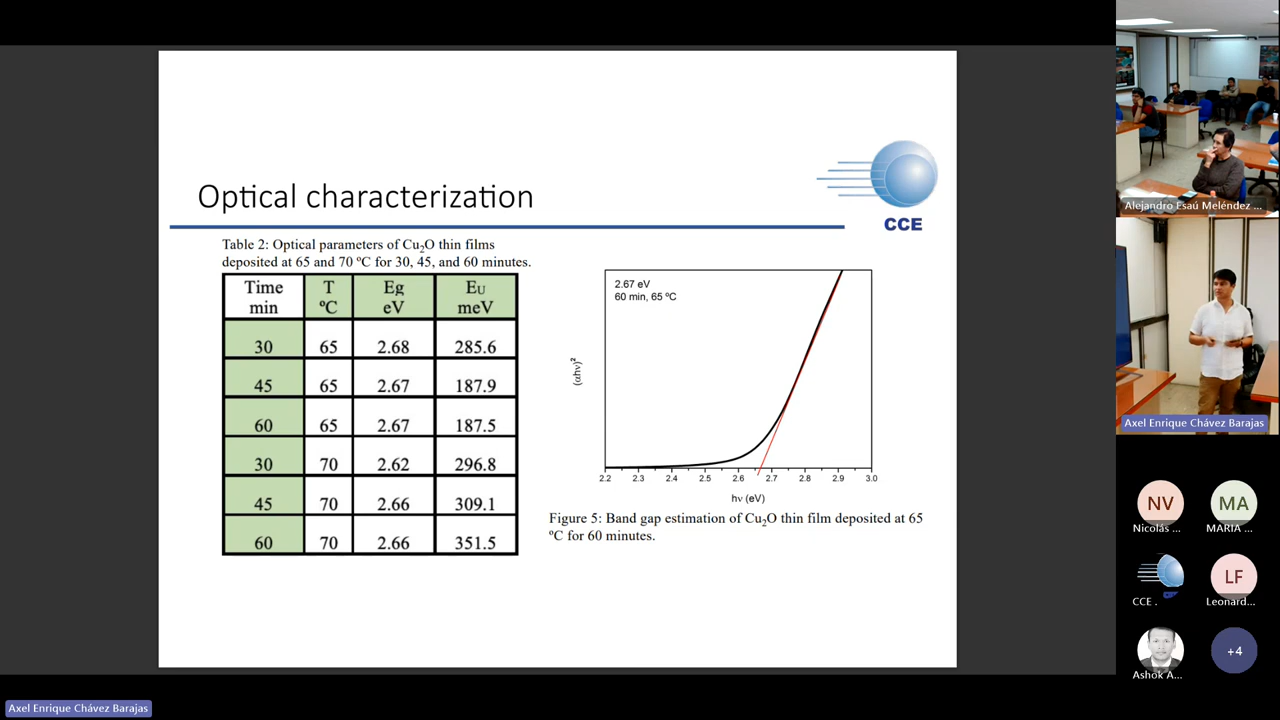 Optical characterization
CCE
Table 2: Optical parameters of Cu₂O thin films
deposited at 65 and 70 ºC for 30, 45, and 60 minutes.
Time min T ºC Eg eV EU meV
30 65 2.68 285.6
45 65 2.67 187.9
60 65 2.67 187.5
30 70 2.62 296.8
45 70 2.66 309.1
60 70 2.66 351.5
2.67 eV
60 min, 65 ºC
(αhν)²
2.2 2.3 2.4 2.5 2.6 2.7 2.8 2.9 3.0
hν (eV)
Figure 5: Band gap estimation of Cu₂O thin film deposited at 65
ºC for 60 minutes.
Alejandro Esaú Meléndez ...
Axel Enrique Chávez Barajas
NV
Nicolás ...
MA
MARIA ...
CCE .
LF
Leonard...
Ashok A...
+4
Axel Enrique Chávez Barajas